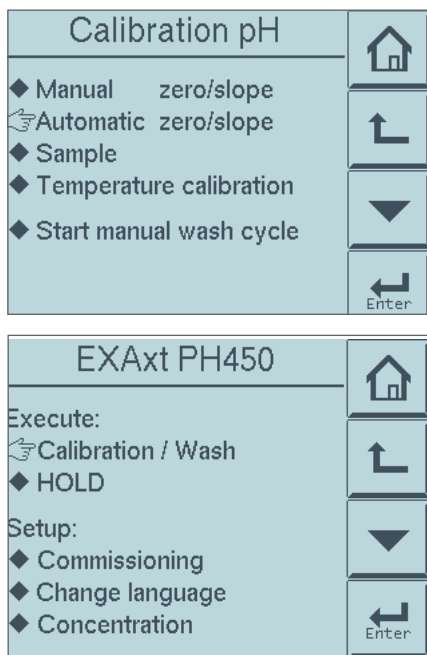 Calibration pH
Manual zero/slope
Automatic zero/slope
Sample
Temperature calibration
Start manual wash cycle
Enter
EXAxt PH450
Execute:
Calibration / Wash
HOLD
Setup:
Commissioning
Change language
Concentration
Enter